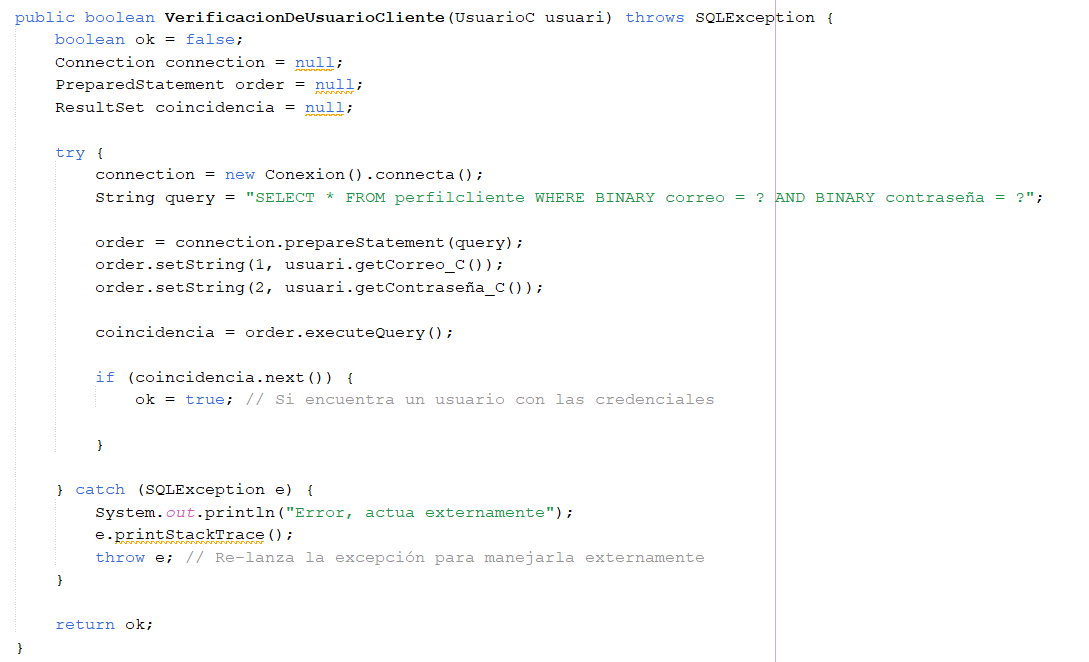 public boolean VerificacionDeUsuarioCliente(UsuarioC usuari) throws SQLException {
boolean ok = false;
Connection connection = null;
PreparedStatement order = null;
ResultSet coincidencia = null;
try {
connection = new Conexion().connecta();
String query = "SELECT * FROM perfilcliente WHERE BINARY correo = ? AND BINARY contraseña = ?";
order = connection.prepareStatement(query);
order.setString(1, usuari.getCorreo_C());
order.setString(2, usuari.getContraseña_C());
coincidencia = order.executeQuery();
if (coincidencia.next()) {
ok = true; // Si encuentra un usuario con las credenciales
}
} catch (SQLException e) {
System.out.println("Error, actua externamente");
e.printStackTrace();
throw e; // Re-lanza la excepción para manejarla externamente
}
return ok;
}